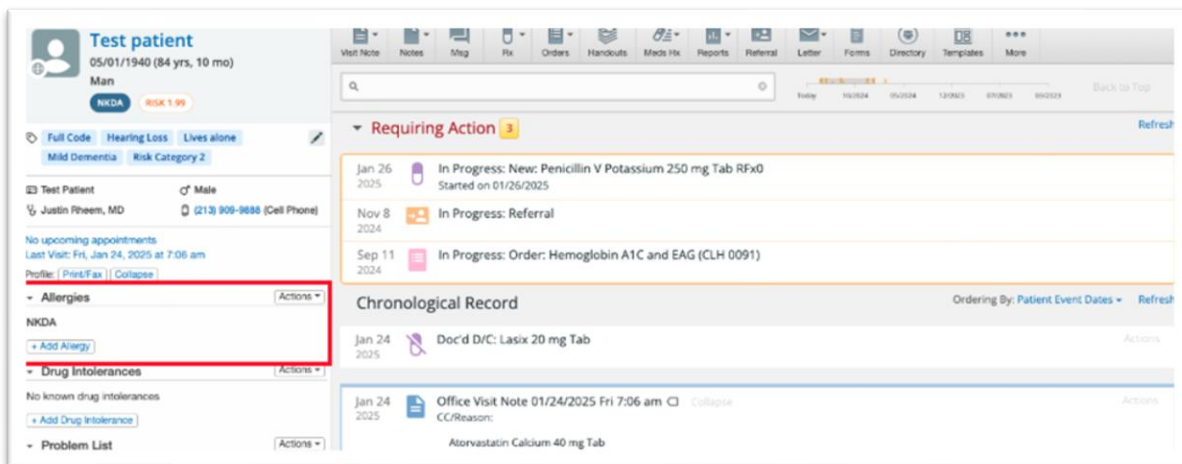 Test patient
05/01/1940 (84 yrs, 10 mo)
Man
NKDA RISK 1.99
Full Code Hearing Loss Lives alone
Mild Dementia Risk Category 2
Test Patient Male
Justin Rheem, MD (213) 909-9888 (Cell Phone)
No upcoming appointments
Last Visit: Fri, Jan 24, 2025 at 7:06 am
Profile: Print/Fax Collapse
Allergies Actions
NKDA
+ Add Allergy
Drug Intolerances Actions
No known drug intolerances
+ Add Drug Intolerance
Problem List Actions
Visit Note Notes Msg Rx Orders Handouts Meds Hx Reports Referral Letter Forms Directory Templates More
Today 10/2024 05/2024 12/2023 07/2023 Back to Top
Requiring Action 3 Refresh
Jan 26 In Progress: New: Penicillin V Potassium 250 mg Tab RFx0
2025 Started on 01/26/2025
Nov 8 In Progress: Referral
2024
Sep 11 In Progress: Order: Hemoglobin A1C and EAG (CLH 0091)
2024
Chronological Record Ordering By: Patient Event Dates Refresh
Jan 24 Doc'd D/C: Lasix 20 mg Tab Actions
2025
Jan 24 Office Visit Note 01/24/2025 Fri 7:06 am Collapse Actions
2025 CC/Reason:
Atorvastatin Calcium 40 mg Tab